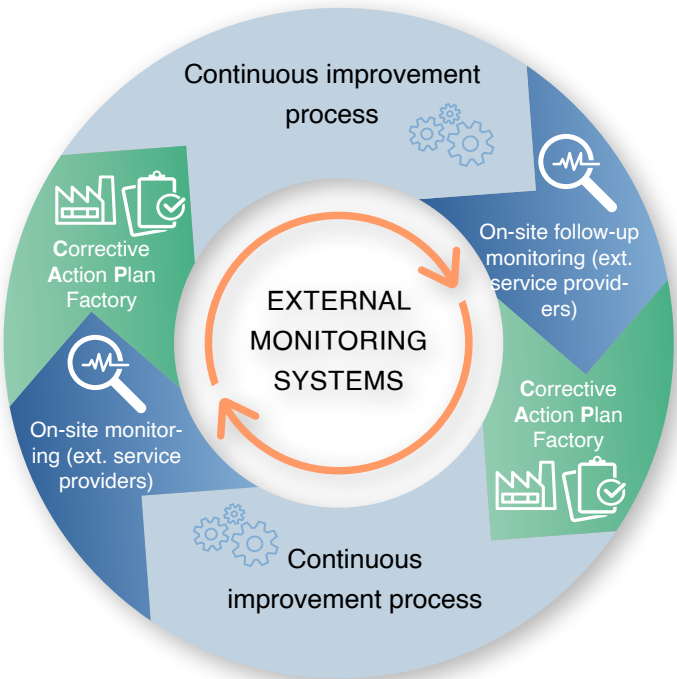 Continuous improvement
process
On-site follow-up
monitoring (ext.
service provid-
ers)
Corrective
Action Plan
Factory
EXTERNAL
MONITORING
SYSTEMS
Corrective
Action Plan
Factory
On-site monitor-
ing (ext. service
providers)
Continuous
improvement process